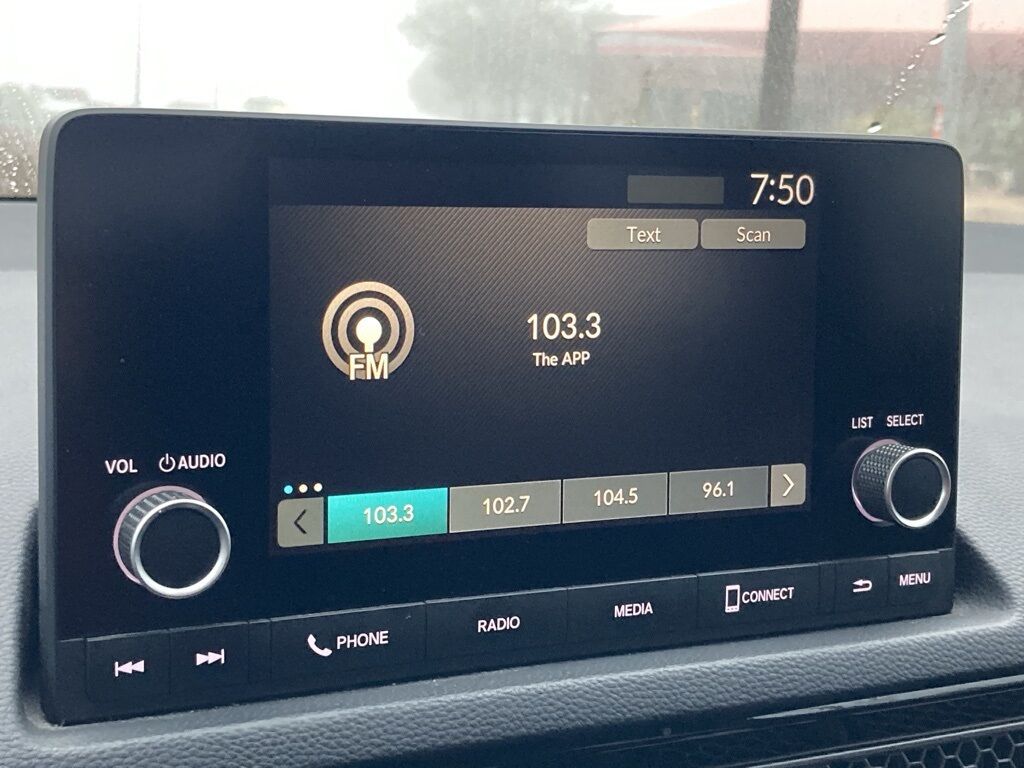 7:50
Text Scan
FM
103.3
The APP
LIST SELECT
VOL AUDIO
103.3 102.7 104.5 96.1
PHONE RADIO MEDIA CONNECT MENU